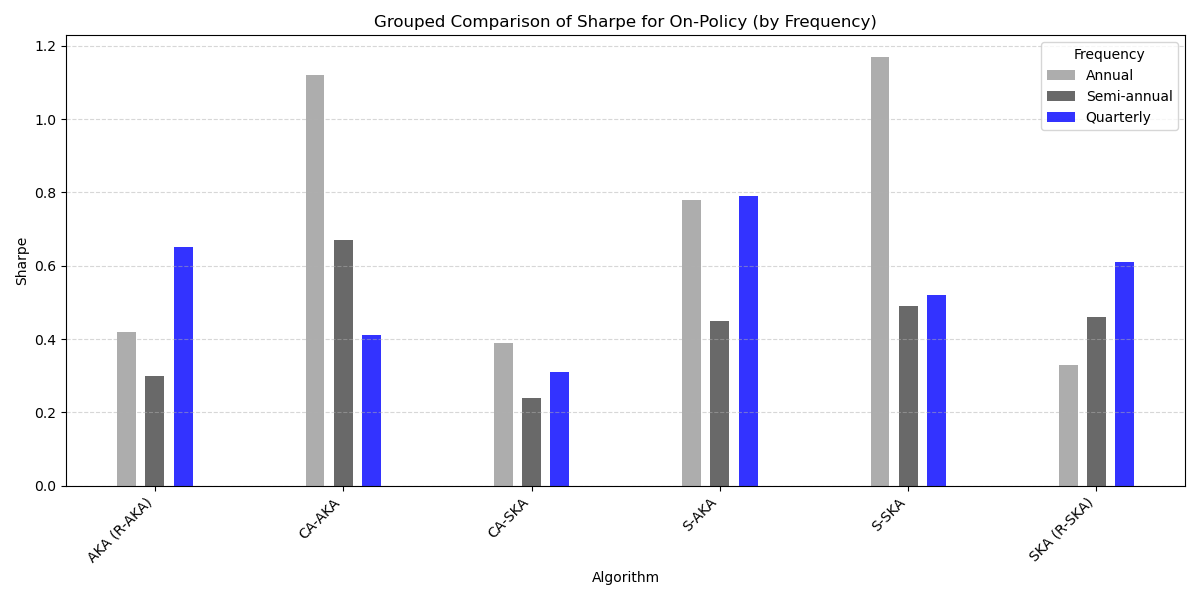 Grouped Comparison of Sharpe for On-Policy (by Frequency)
Frequency
Annual
Semi-annual
Quarterly
Sharpe
1.2
1.0
0.8
0.6
0.4
0.2
0.0
AKA (R-AKA)
CA-AKA
CA-SKA
S-AKA
S-SKA
SKA (R-SKA)
Algorithm